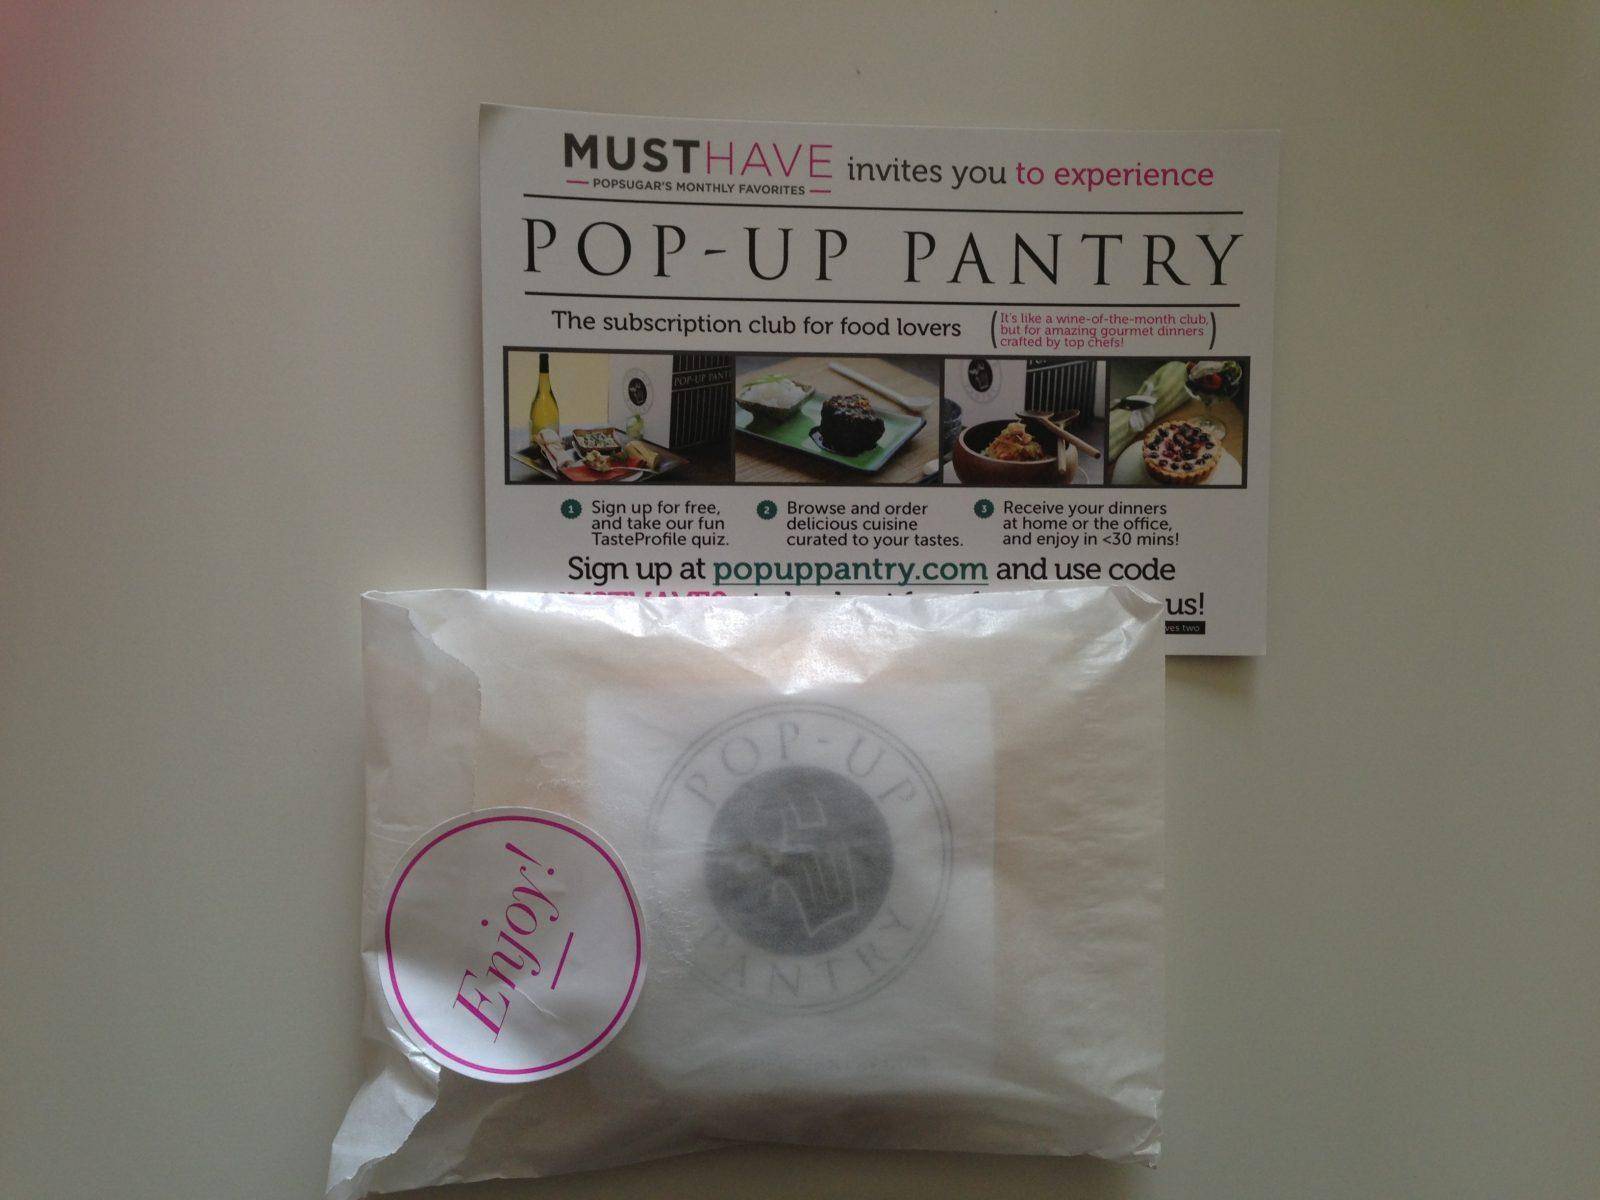 MUSTHAVE invites you to experience
POPSUGAR'S MONTHLY FAVORITES
POP-UP PANTRY
The subscription club for food lovers
(It's like a wine-of-the-month club,
but for amazing gourmet dinners
crafted by top chefs!)
POP-UP PANT
1 Sign up for free,
and take our fun
TasteProfile quiz.
2 Browse and order
delicious cuisine
curated to your tastes.
3 Receive your dinners
at home or the office,
and enjoy in <30 mins!
Sign up at popuppantry.com and use code
us!
two
POP-UP
PANTRY
Enjoy!